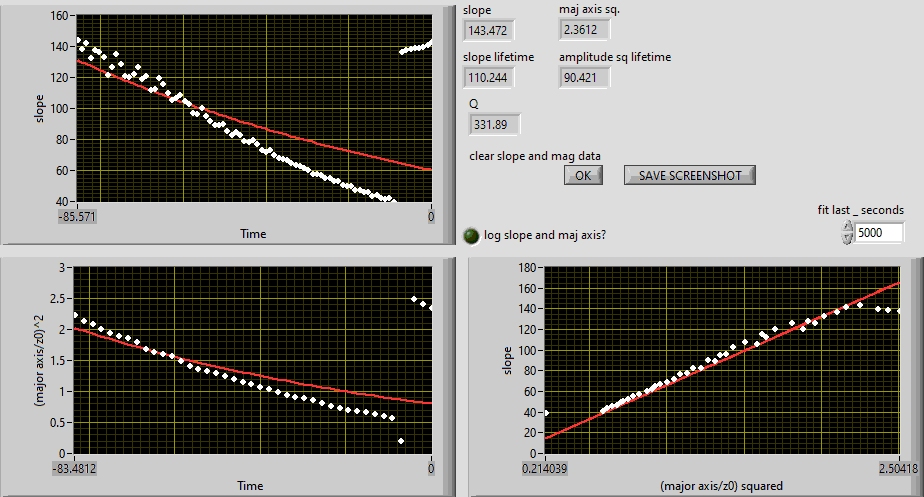 160
140
120
100
80
60
40
slope
-85.571
0
Time
slope
maj axis sq.
143.472
2.3612
slope lifetime
amplitude sq lifetime
110.244
90.421
Q
331.89
clear slope and mag data
OK
SAVE SCREENSHOT
log slope and maj axis?
fit last _ seconds
5000
3
2.5
2
1.5
1
0.5
0
(major axis/z0)^2
-83.4812
0
Time
180
160
140
120
100
80
60
40
20
0
slope
0.214039
2.50418
(major axis/z0) squared